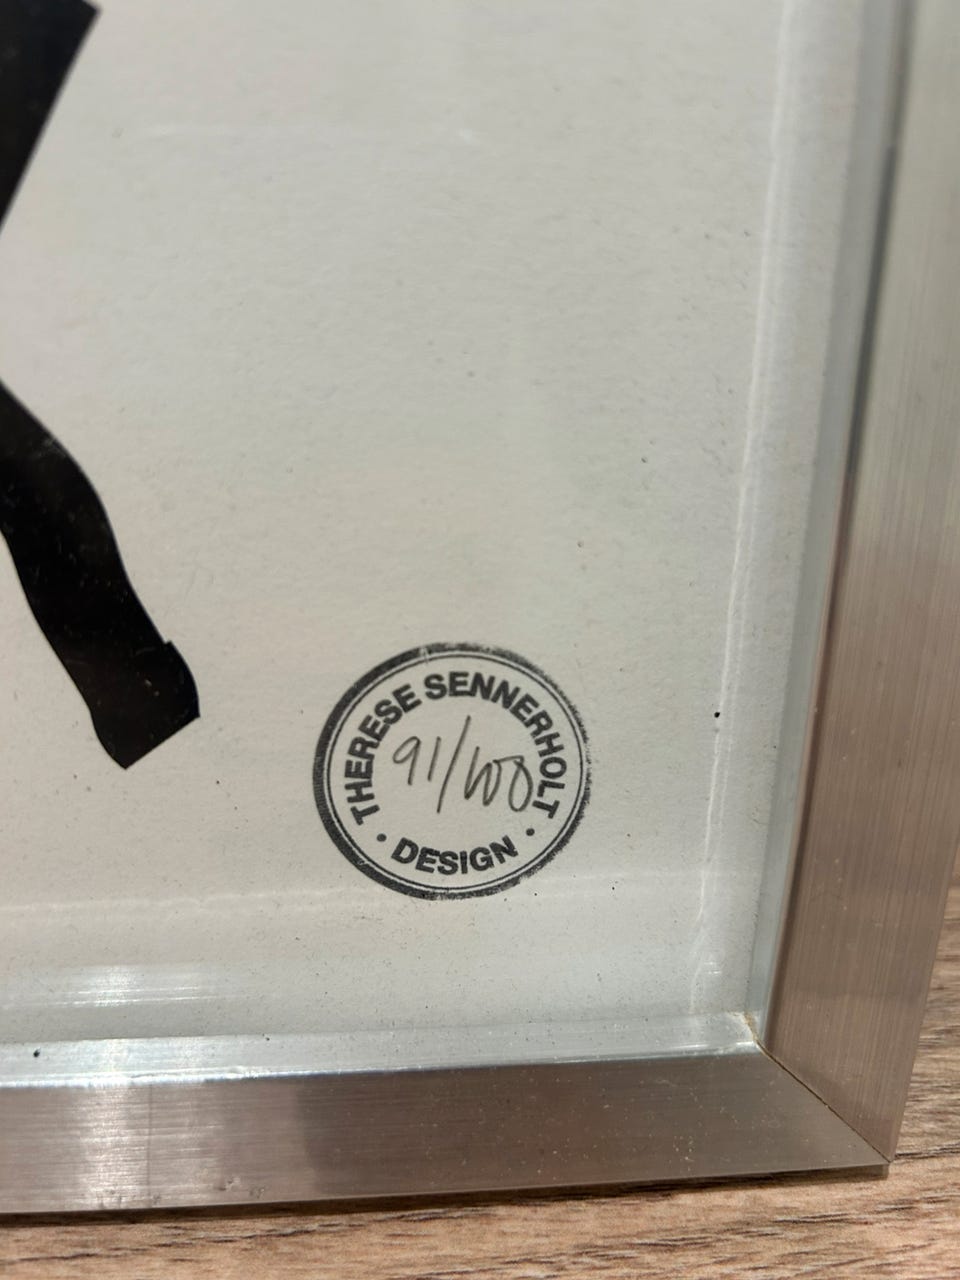 THERESE SENNERHOLT
91/100
• DESIGN •